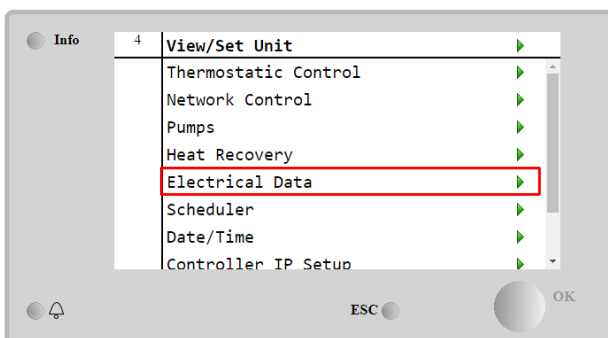 Info
4 View/Set Unit
Thermostatic Control
Network Control
Pumps
Heat Recovery
Electrical Data
Scheduler
Date/Time
Controller IP Setup
ESC
OK